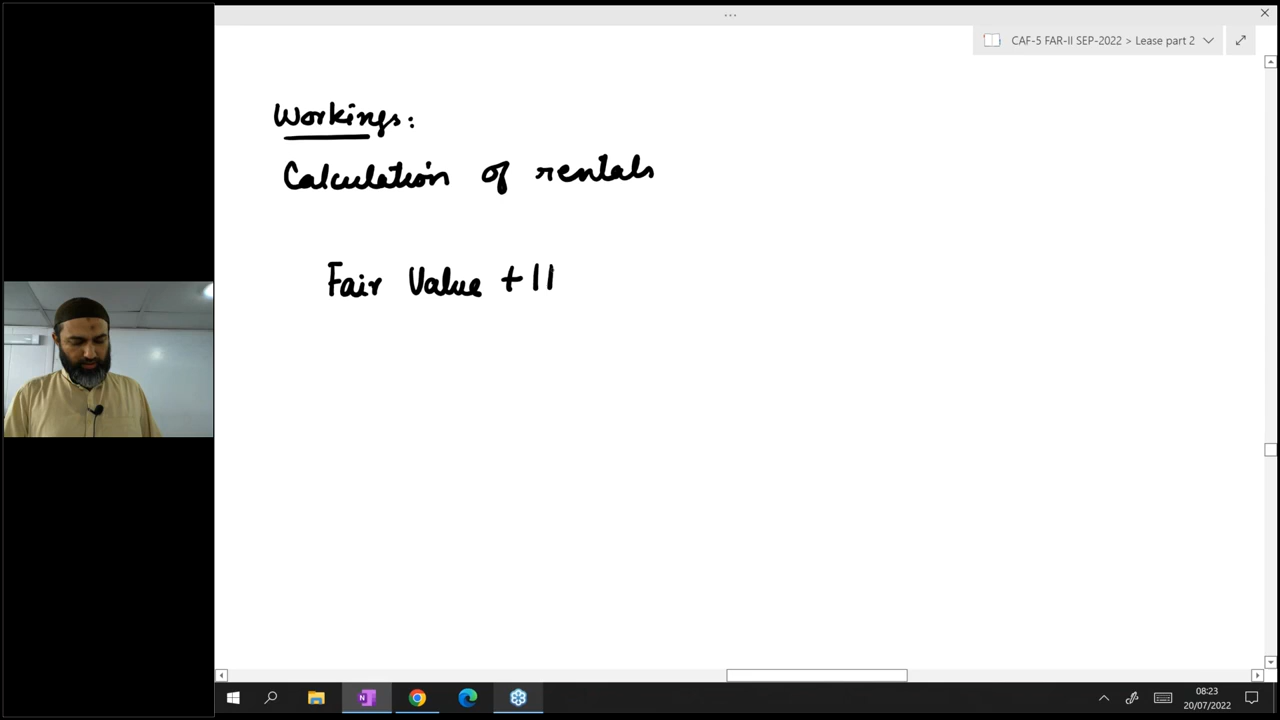 CAF-5 FAR-II SEP-2022 > Lease part 2
Workings:
Calculation of rentals
Fair Value + II
08:23
20/07/2022